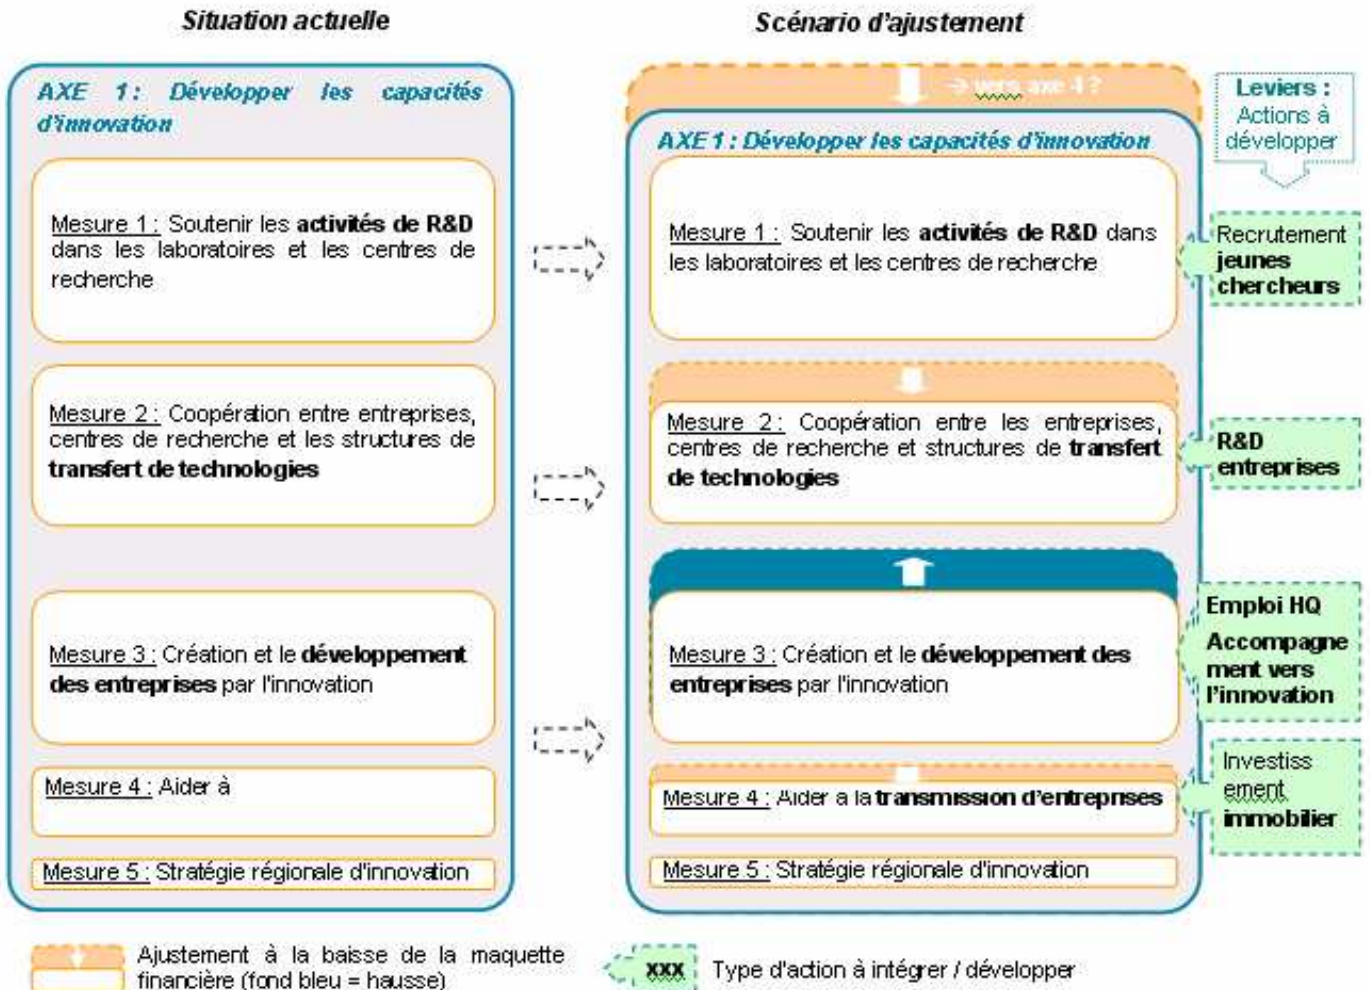 Situation actuelle
AXE 1 : Développer les capacités
d'innovation
Mesure 1 : Soutenir les activités de R&D
dans les laboratoires et les centres de
recherche
Mesure 2 : Coopération entre entreprises,
centres de recherche et les structures de
transfert de technologies
Mesure 3 : Création et le développement
des entreprises par l'innovation
Mesure 4 : Aider à
Mesure 5 : Stratégie régionale d'innovation
Scénario d'ajustement
→ vers axe 4 ?
AXE 1 : Développer les capacités d'innovation
Mesure 1 : Soutenir les activités de R&D dans
les laboratoires et les centres de recherche
Mesure 2 : Coopération entre les entreprises,
centres de recherche et structures de transfert
de technologies
Mesure 3 : Création et le développement des
entreprises par l'innovation
Mesure 4 : Aider a la transmission d'entreprises
Mesure 5 : Stratégie régionale d'innovation
Leviers :
Actions à
développer
Recrutement
jeunes
chercheurs
R&D
entreprises
Emploi HQ
Accompagne
ment vers
l'innovation
Investiss
ement
immobilier
Ajustement à la baisse de la maquette
financière (fond bleu = hausse)
xxx Type d'action à intégrer / développer